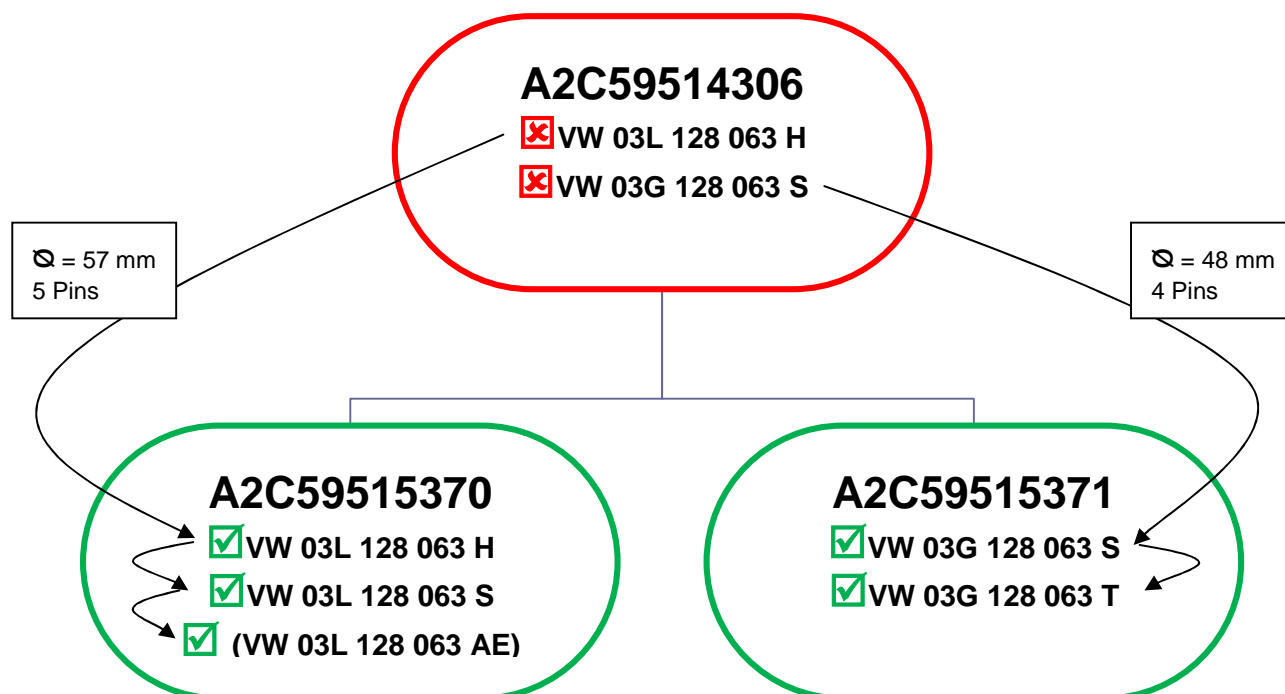 A2C59514306
VW 03L 128 063 H
VW 03G 128 063 S
Ø = 57 mm
5 Pins
Ø = 48 mm
4 Pins
A2C59515370
VW 03L 128 063 H
VW 03L 128 063 S
(VW 03L 128 063 AE)
A2C59515371
VW 03G 128 063 S
VW 03G 128 063 T